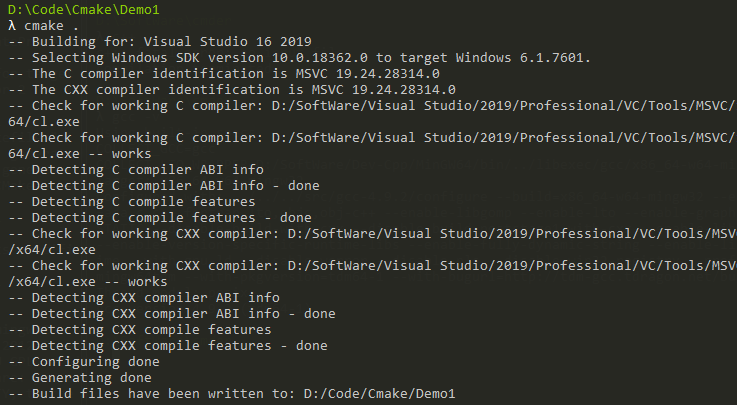 D:\Code\Cmake\Demo1
λ cmake .
-- Building for: Visual Studio 16 2019
-- Selecting Windows SDK version 10.0.18362.0 to target Windows 6.1.7601.
-- The C compiler identification is MSVC 19.24.28314.0
-- The CXX compiler identification is MSVC 19.24.28314.0
-- Check for working C compiler: D:/SoftWare/Visual Studio/2019/Professional/VC/Tools/MSVC/
64/cl.exe
-- Check for working C compiler: D:/SoftWare/Visual Studio/2019/Professional/VC/Tools/MSVC/
64/cl.exe -- works
-- Detecting C compiler ABI info
-- Detecting C compiler ABI info - done
-- Detecting C compile features
-- Detecting C compile features - done
-- Check for working CXX compiler: D:/SoftWare/Visual Studio/2019/Professional/VC/Tools/MSV
/x64/cl.exe
-- Check for working CXX compiler: D:/SoftWare/Visual Studio/2019/Professional/VC/Tools/MSV
/x64/cl.exe -- works
-- Detecting CXX compiler ABI info
-- Detecting CXX compiler ABI info - done
-- Detecting CXX compile features
-- Detecting CXX compile features - done
-- Configuring done
-- Generating done
-- Build files have been written to: D:/Code/Cmake/Demo1